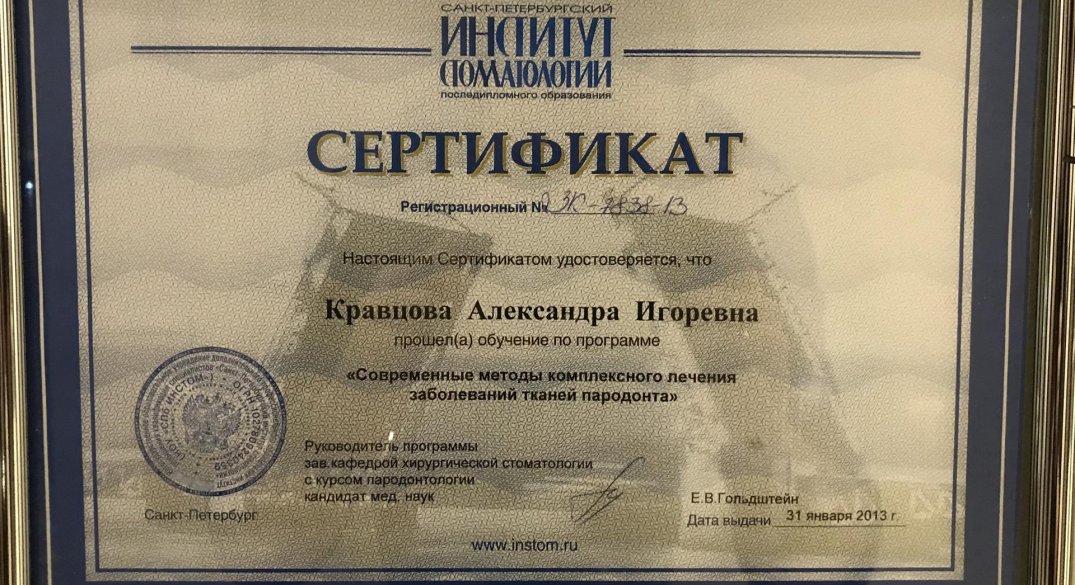 САНКТ-ПЕТЕРБУРГСКИЙ
ИНСТИТУТ
СТОМАТОЛОГИИ
последипломного образования
СЕРТИФИКАТ
Регистрационный №
Настоящим Сертификатом удостоверяется, что
Кравцова Александра Игоревна
прошел(а) обучение по программе
«Современные методы комплексного лечения
заболеваний тканей пародонта»
Руководитель программы
зав.кафедрой хирургической стоматологии
с курсом пародонтологии
кандидат мед. наук
Е.В.Гольдштейн
Санкт-Петербург
Дата выдачи 31 января 2013 г.
www.instom.ru